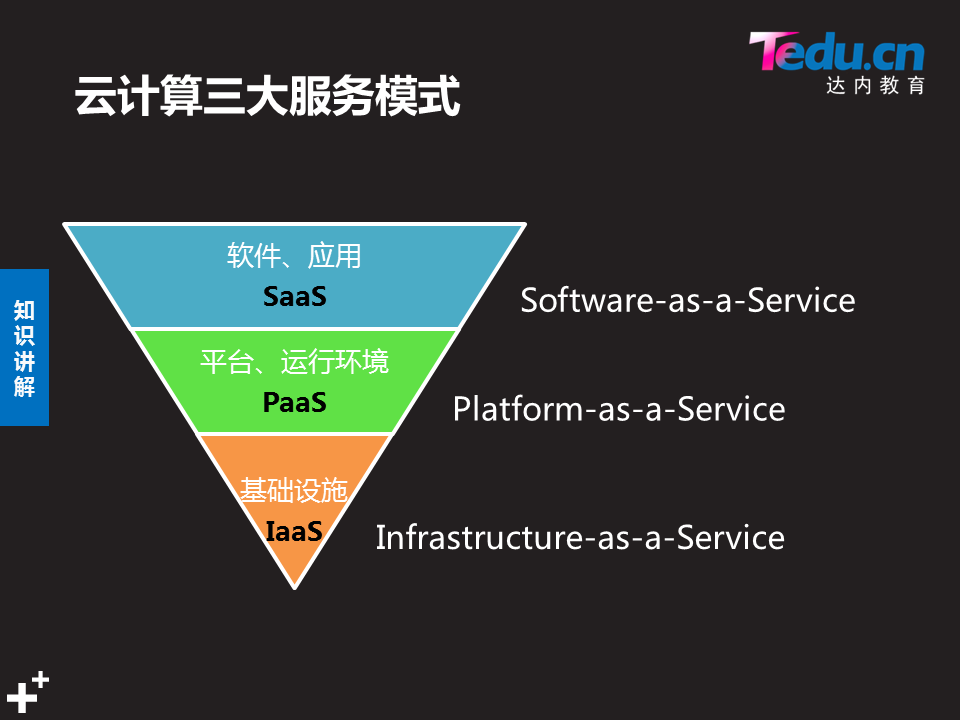 Tedu.cn
达内教育
云计算三大服务模式
软件、应用
SaaS
Software-as-a-Service
知识讲解
平台、运行环境
PaaS
Platform-as-a-Service
基础设施
IaaS
Infrastructure-as-a-Service